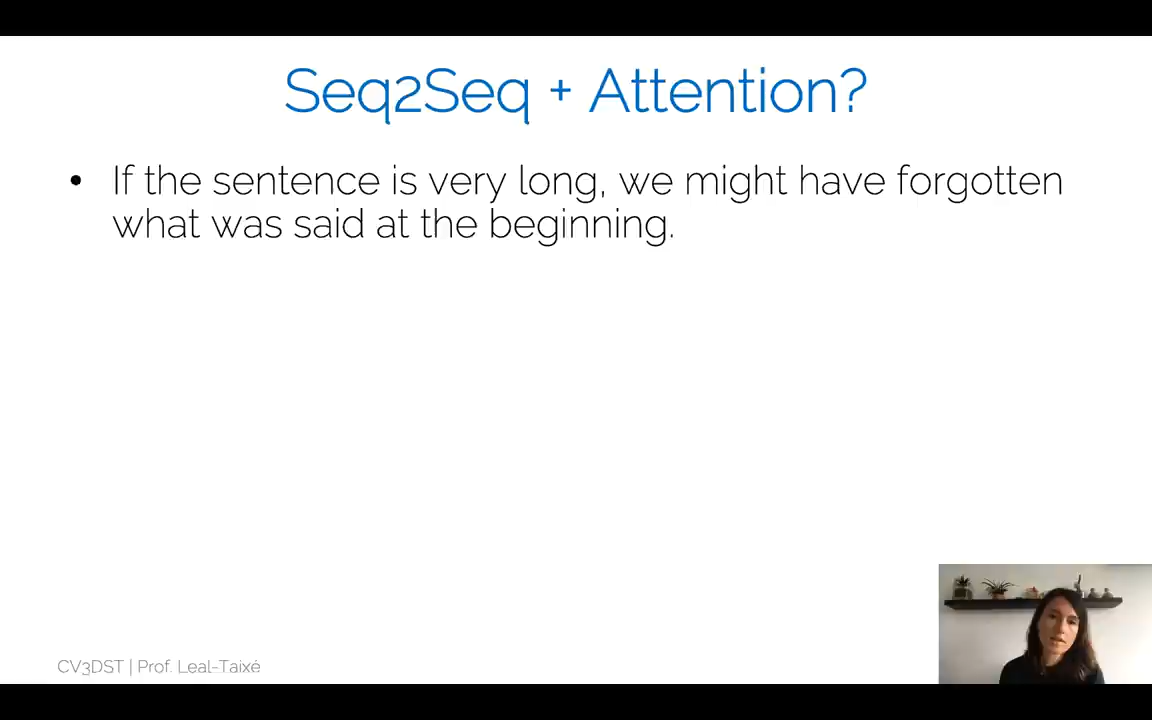 Seq2Seq + Attention?
• If the sentence is very long, we might have forgotten
what was said at the beginning.
CV3DST | Prof. Leal-Taixé